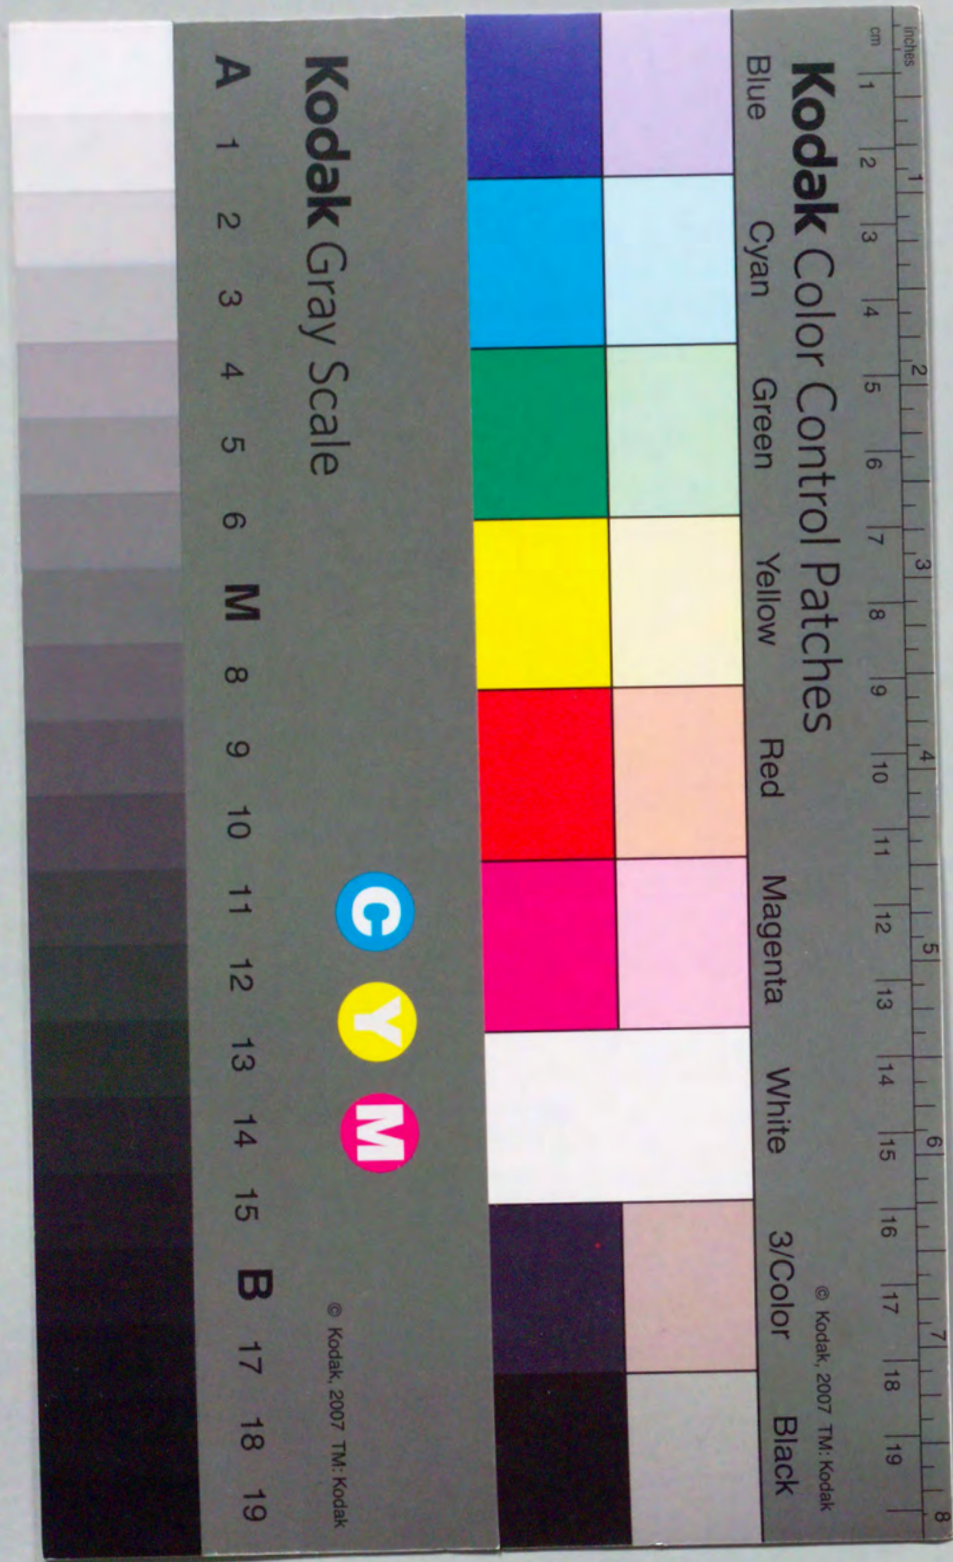 inches 1 2 3 4 5 6 7 8
cm 1 2 3 4 5 6 7 8 9 10 11 12 13 14 15 16 17 18 19
Kodak Color Control Patches
© Kodak, 2007 TM: Kodak
Blue Cyan Green Yellow Red Magenta White 3/Color Black
Kodak Gray Scale
C Y M
© Kodak, 2007 TM: Kodak
A 1 2 3 4 5 6 M 8 9 10 11 12 13 14 15 B 17 18 19